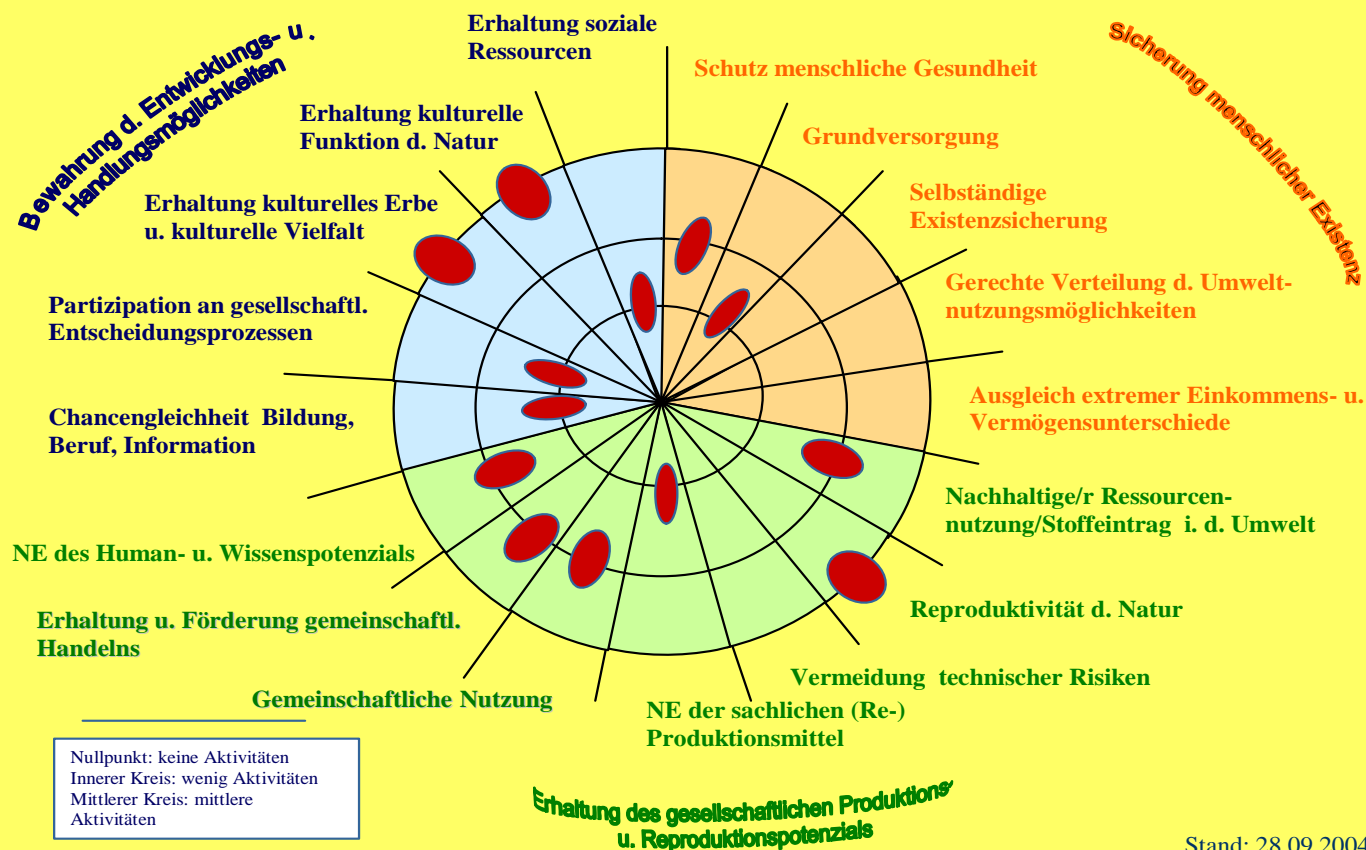 Bewahrung d. Entwicklungs- u.
Handlungsmöglichkeiten
Erhaltung soziale
Ressourcen
Sicherung menschlicher Existenz
Schutz menschliche Gesundheit
Erhaltung kulturelle
Funktion d. Natur
Grundversorgung
Erhaltung kulturelles Erbe
u. kulturelle Vielfalt
Selbständige
Existenzsicherung
Partizipation an gesellschaftl.
Entscheidungsprozessen
Gerechte Verteilung d. Umwelt-
nutzungsmöglichkeiten
Chancengleichheit Bildung,
Beruf, Information
Ausgleich extremer Einkommens- u.
Vermögensunterschiede
Nachhaltige/r Ressourcen-
nutzung/Stoffeintrag i. d. Umwelt
NE des Human- u. Wissenspotenzials
Reproduktivität d. Natur
Erhaltung u. Förderung gemeinschaftl.
Handelns
Vermeidung technischer Risiken
Gemeinschaftliche Nutzung
NE der sachlichen (Re-)
Produktionsmittel
Nullpunkt: keine Aktivitäten
Innerer Kreis: wenig Aktivitäten
Mittlerer Kreis: mittlere
Aktivitäten
Erhaltung des gesellschaftlichen Produktions-
u. Reproduktionspotenzials
Stand: 28.09.2004